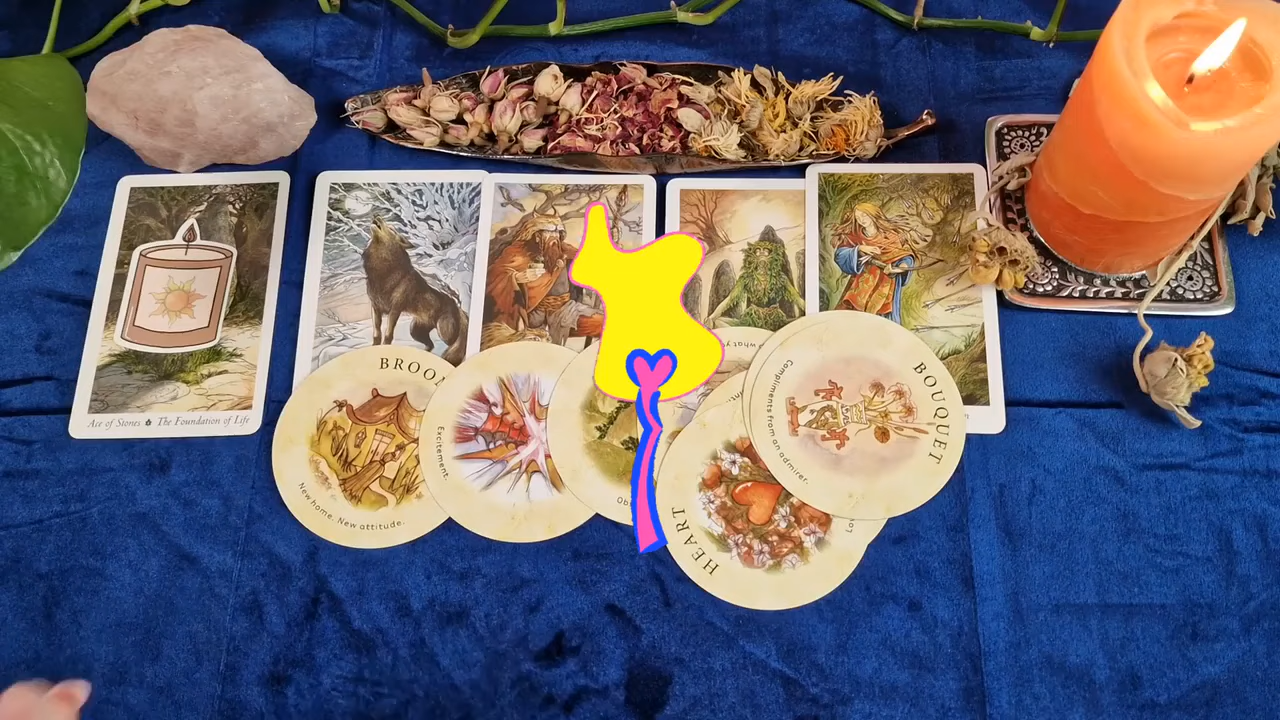 Ace of Stones The Foundation of Life
BROOM
New home. New attitude.
Excitement.
HEART
BOUQUET
Compliments from an admirer.